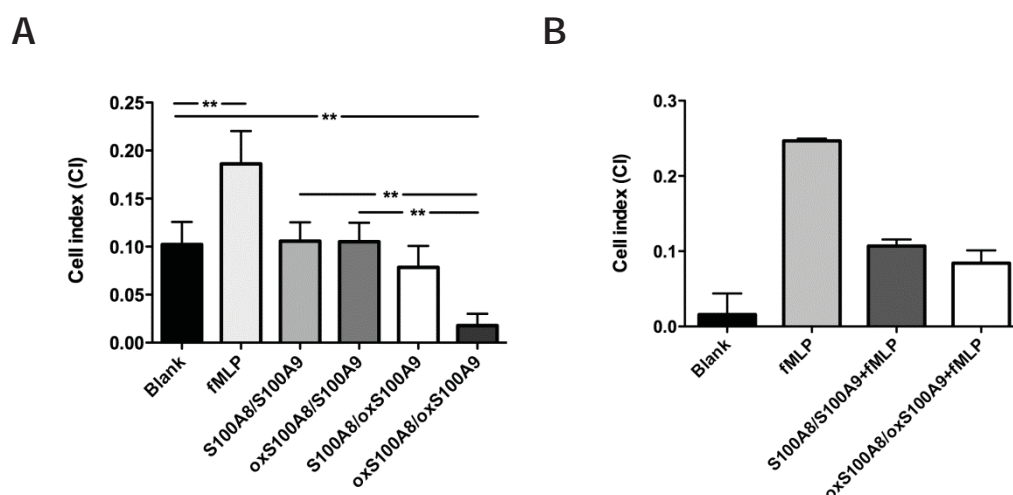 A
B
Cell index (CI)
0.25
0.20
0.15
0.10
0.05
0.00
**
**
**
**
Blank
fMLP
S100A8/S100A9
oxS100A8/S100A9
S100A8/oxS100A9
oxS100A8/oxS100A9
Cell index (CI)
0.3
0.2
0.1
0.0
Blank
fMLP
S100A8/S100A9+fMLP
oxS100A8/oxS100A9+fMLP